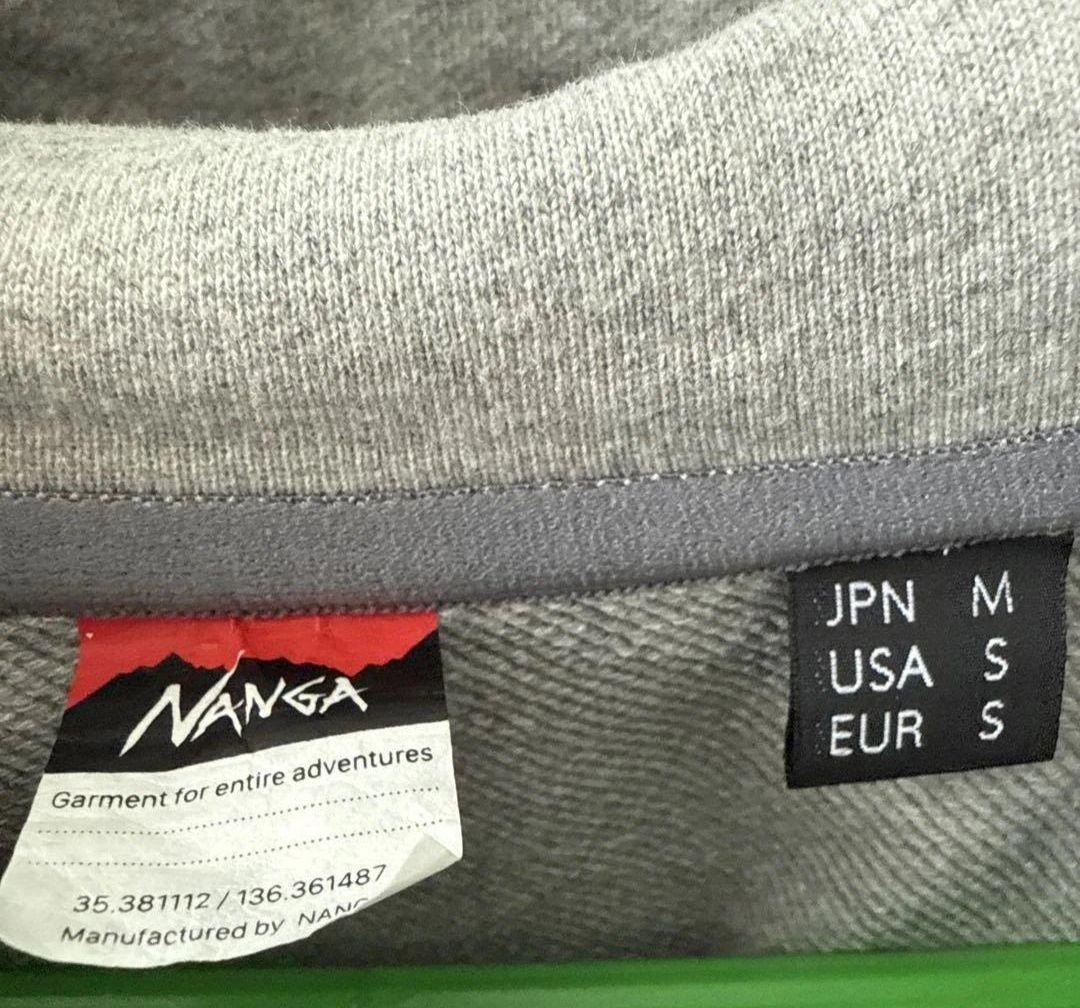 NANGA
Garment for entire adventures
35.381112 / 136.361487
Manufactured by
JPN M
USA S
EUR S